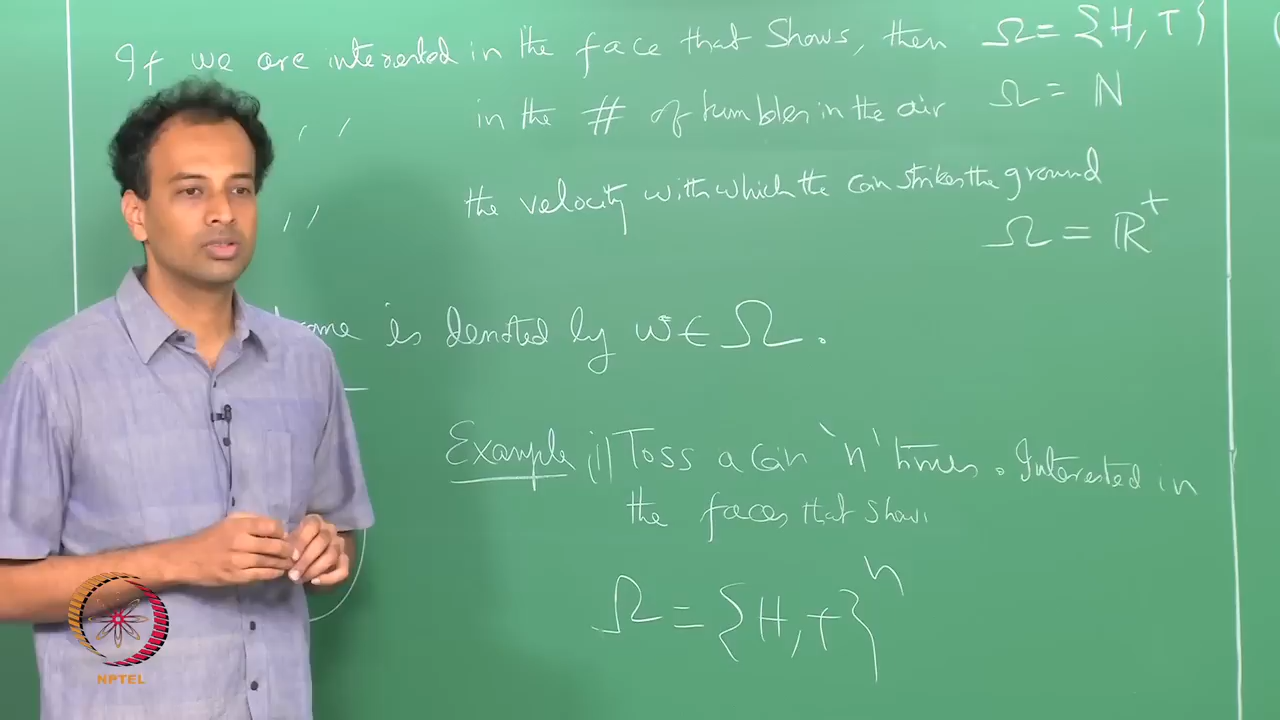 If we are interested in the face that shows, then Ω = {H, T}
,, in the # of tumbles in the air Ω = ℕ
,, the velocity with which the coin strikes the ground
Ω = ℝ⁺
is denoted by ω ∈ Ω.
Example (i) Toss a coin 'n' times. Interested in
the faces that show
Ω = {H, T}ⁿ
NPTEL